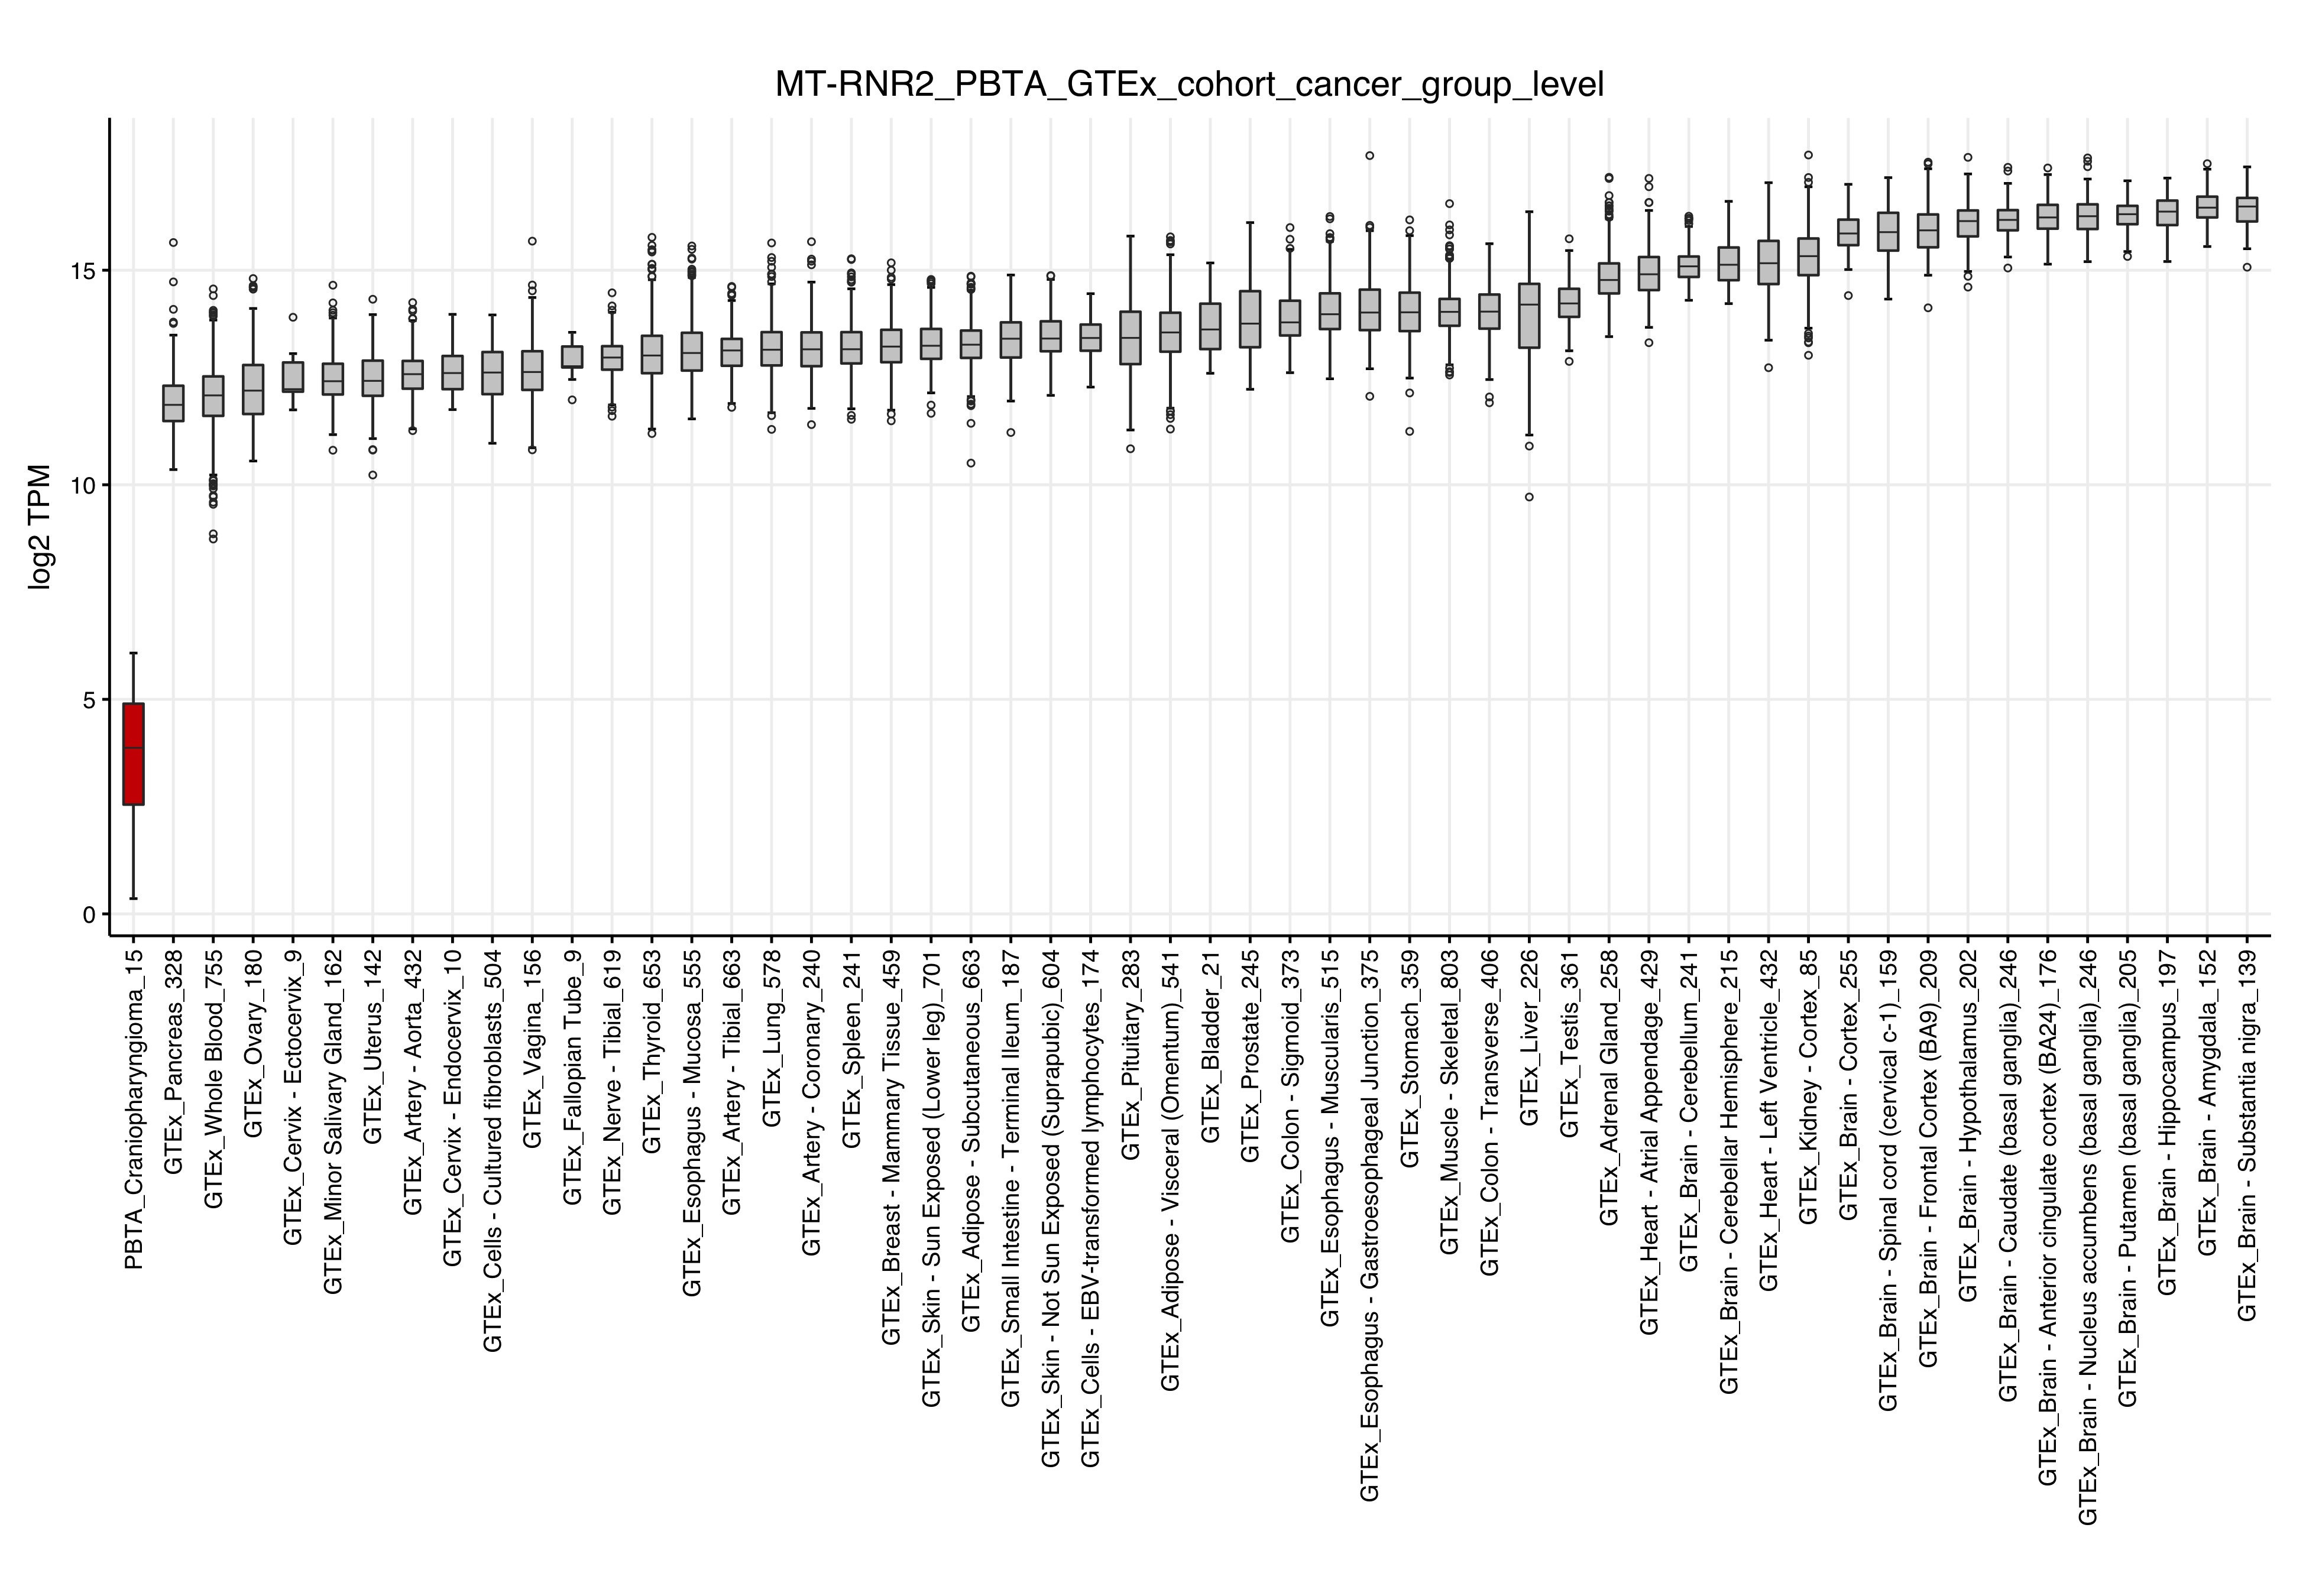 MT-RNR2_PBTA_GTEx_cohort_cancer_group_level
log2 TPM
15
10
5
0
PBTA_Craniopharyngioma_15
GTEx_Pancreas_328
GTEx_Whole Blood_755
GTEx_Ovary_180
GTEx_Cervix - Ectocervix_9
GTEx_Minor Salivary Gland_162
GTEx_Uterus_142
GTEx_Artery - Aorta_432
GTEx_Cervix - Endocervix_10
GTEx_Cells - Cultured fibroblasts_504
GTEx_Vagina_156
GTEx_Fallopian Tube_9
GTEx_Nerve - Tibial_619
GTEx_Thyroid_653
GTEx_Esophagus - Mucosa_555
GTEx_Artery - Tibial_663
GTEx_Lung_578
GTEx_Artery - Coronary_240
GTEx_Spleen_241
GTEx_Breast - Mammary Tissue_459
GTEx_Skin - Sun Exposed (Lower leg)_701
GTEx_Adipose - Subcutaneous_663
GTEx_Small Intestine - Terminal Ileum_187
GTEx_Skin - Not Sun Exposed (Suprapubic)_604
GTEx_Cells - EBV-transformed lymphocytes_174
GTEx_Pituitary_283
GTEx_Adipose - Visceral (Omentum)_541
GTEx_Bladder_21
GTEx_Prostate_245
GTEx_Colon - Sigmoid_373
GTEx_Esophagus - Muscularis_515
GTEx_Esophagus - Gastroesophageal Junction_375
GTEx_Stomach_359
GTEx_Muscle - Skeletal_803
GTEx_Colon - Transverse_406
GTEx_Liver_226
GTEx_Testis_361
GTEx_Adrenal Gland_258
GTEx_Heart - Atrial Appendage_429
GTEx_Brain - Cerebellum_241
GTEx_Brain - Cerebellar Hemisphere_215
GTEx_Heart - Left Ventricle_432
GTEx_Kidney - Cortex_85
GTEx_Brain - Cortex_255
GTEx_Brain - Spinal cord (cervical c-1)_159
GTEx_Brain - Frontal Cortex (BA9)_209
GTEx_Brain - Hypothalamus_202
GTEx_Brain - Caudate (basal ganglia)_246
GTEx_Brain - Anterior cingulate cortex (BA24)_176
GTEx_Brain - Nucleus accumbens (basal ganglia)_246
GTEx_Brain - Putamen (basal ganglia)_205
GTEx_Brain - Hippocampus_197
GTEx_Brain - Amygdala_152
GTEx_Brain - Substantia nigra_139